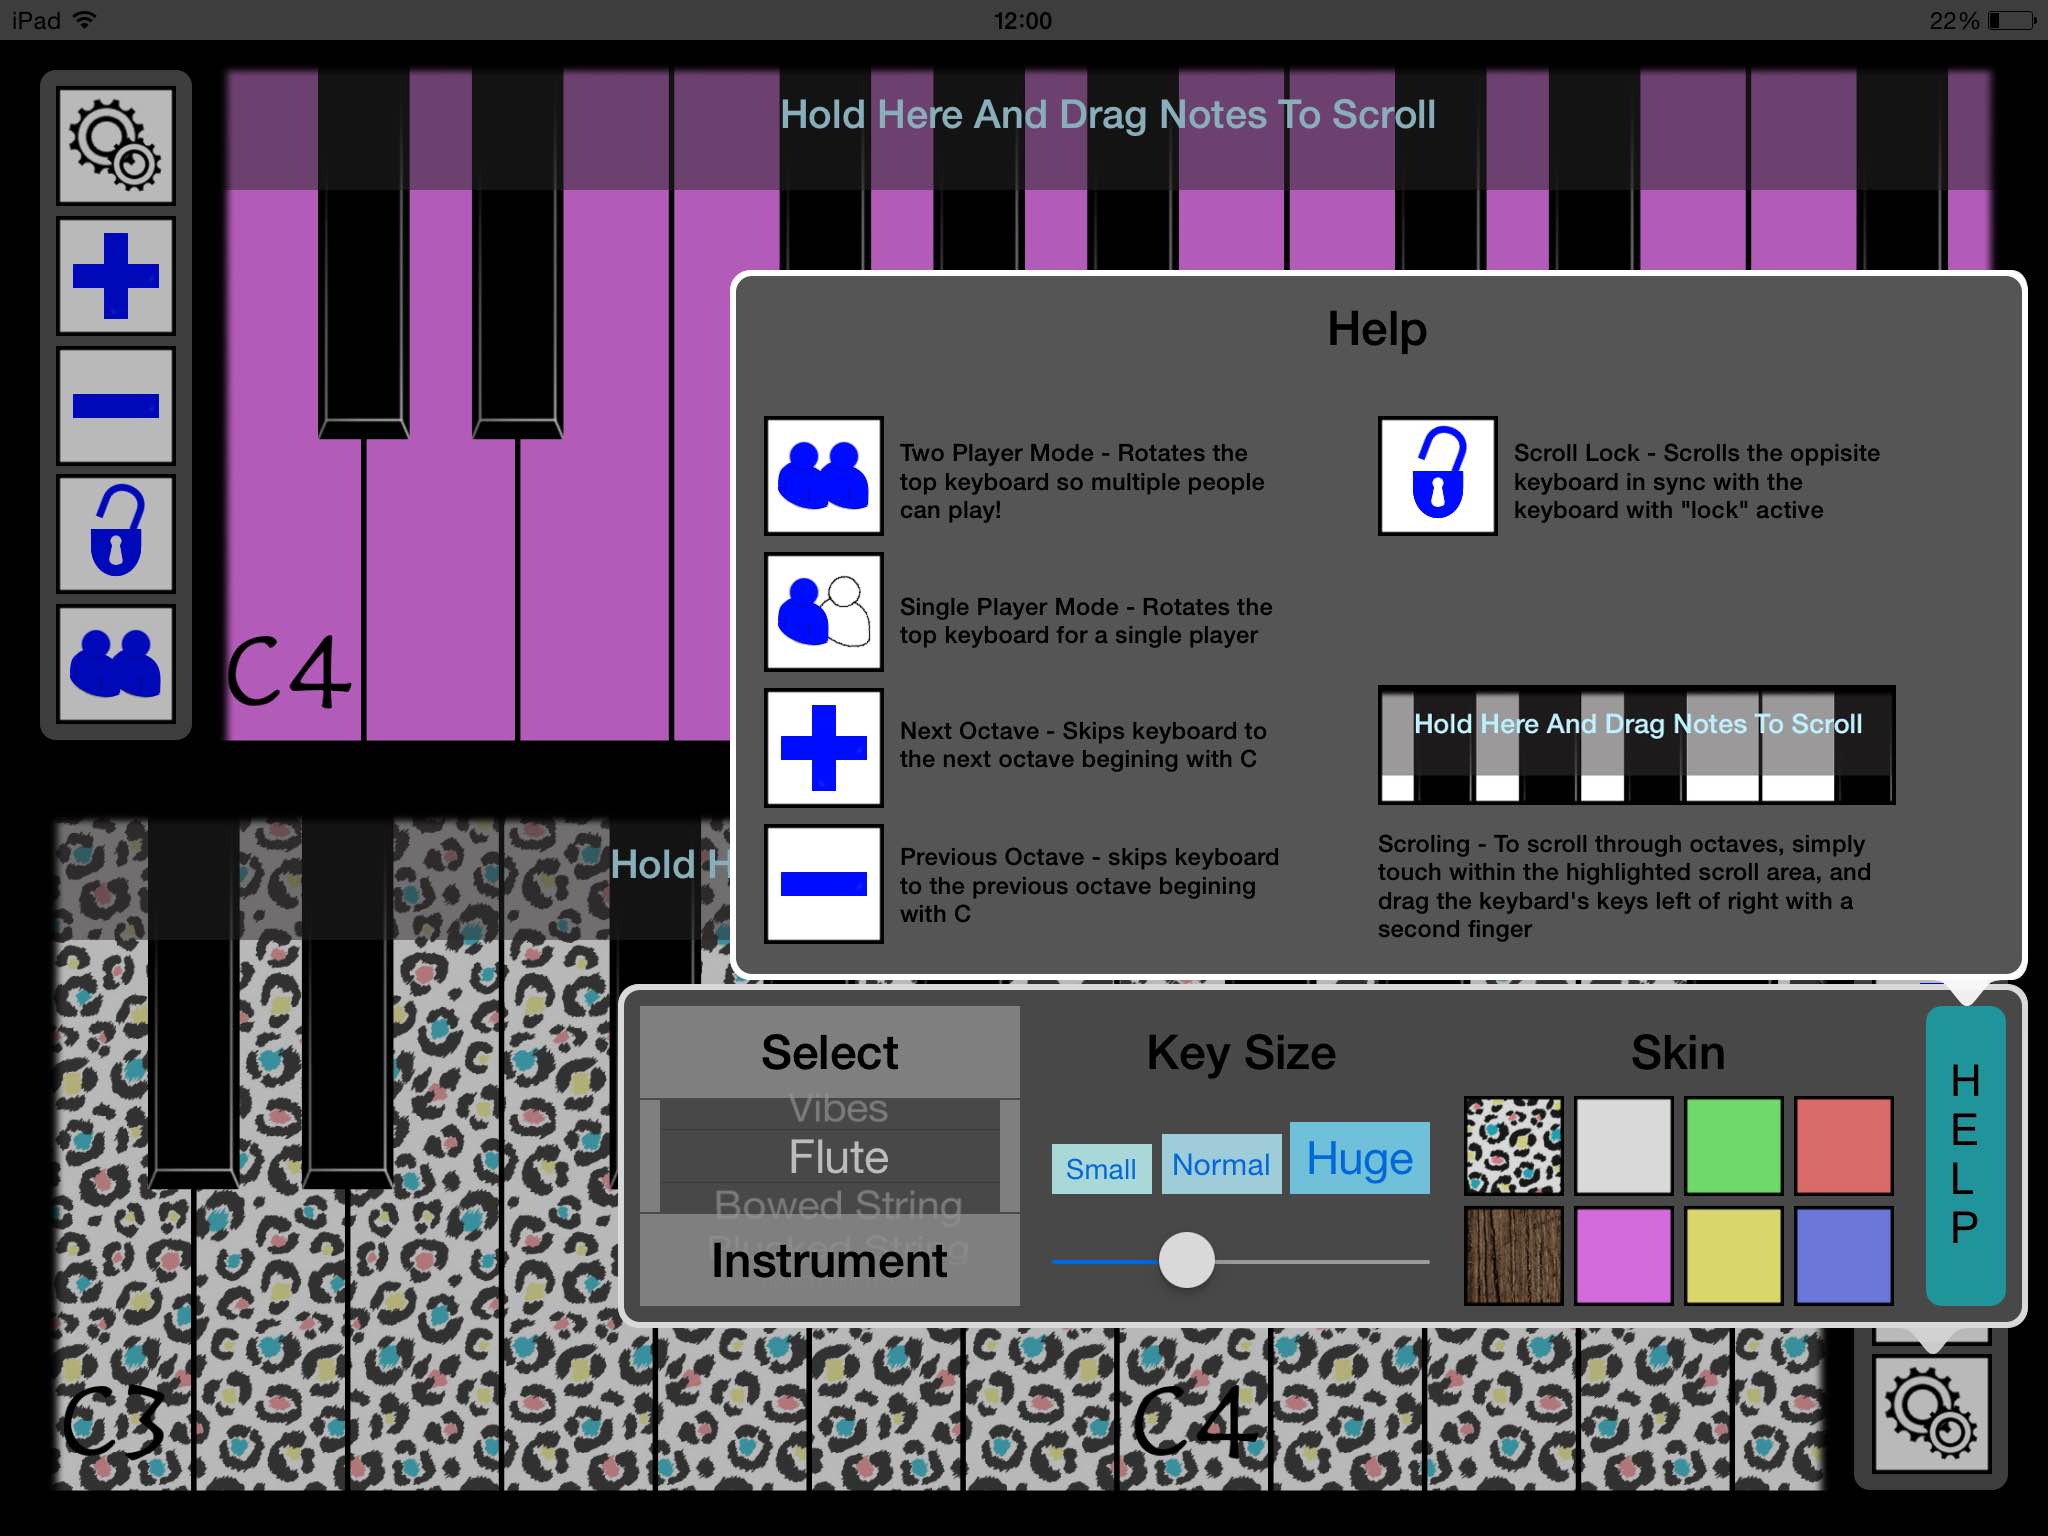 iPad
12:00
22%
Hold Here And Drag Notes To Scroll
C4
Help
Two Player Mode - Rotates the
top keyboard so multiple people
can play!
Scroll Lock - Scrolls the oppisite
keyboard in sync with the
keyboard with "lock" active
Single Player Mode - Rotates the
top keyboard for a single player
Next Octave - Skips keyboard to
the next octave begining with C
Hold Here And Drag Notes To Scroll
Previous Octave - skips keyboard
to the previous octave begining
with C
Scroling - To scroll through octaves, simply
touch within the highlighted scroll area, and
drag the keybard's keys left of right with a
second finger
Hold H
Select
Vibes
Flute
Bowed String
Plucked String
Instrument
Key Size
Small
Normal
Huge
Skin
HELP
C3
C4